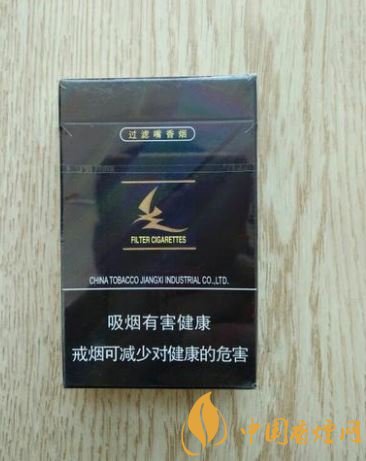 过滤嘴香烟
FILTER CIGARETTES
CHINA TOBACCO JIANGXI INDUSTRIAL CO.,LTD.
吸烟有害健康
戒烟可减少对健康的危害
中国香烟网